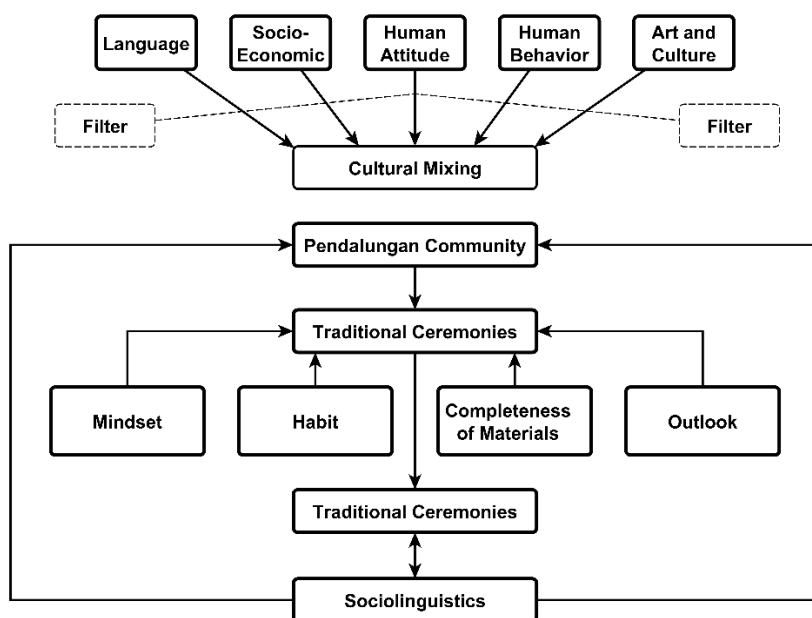 Language
Socio-
Economic
Human
Attitude
Human
Behavior
Art and
Culture
Filter
Filter
Cultural Mixing
Pendalungan Community
Traditional Ceremonies
Mindset
Habit
Completeness
of Materials
Outlook
Traditional Ceremonies
Sociolinguistics